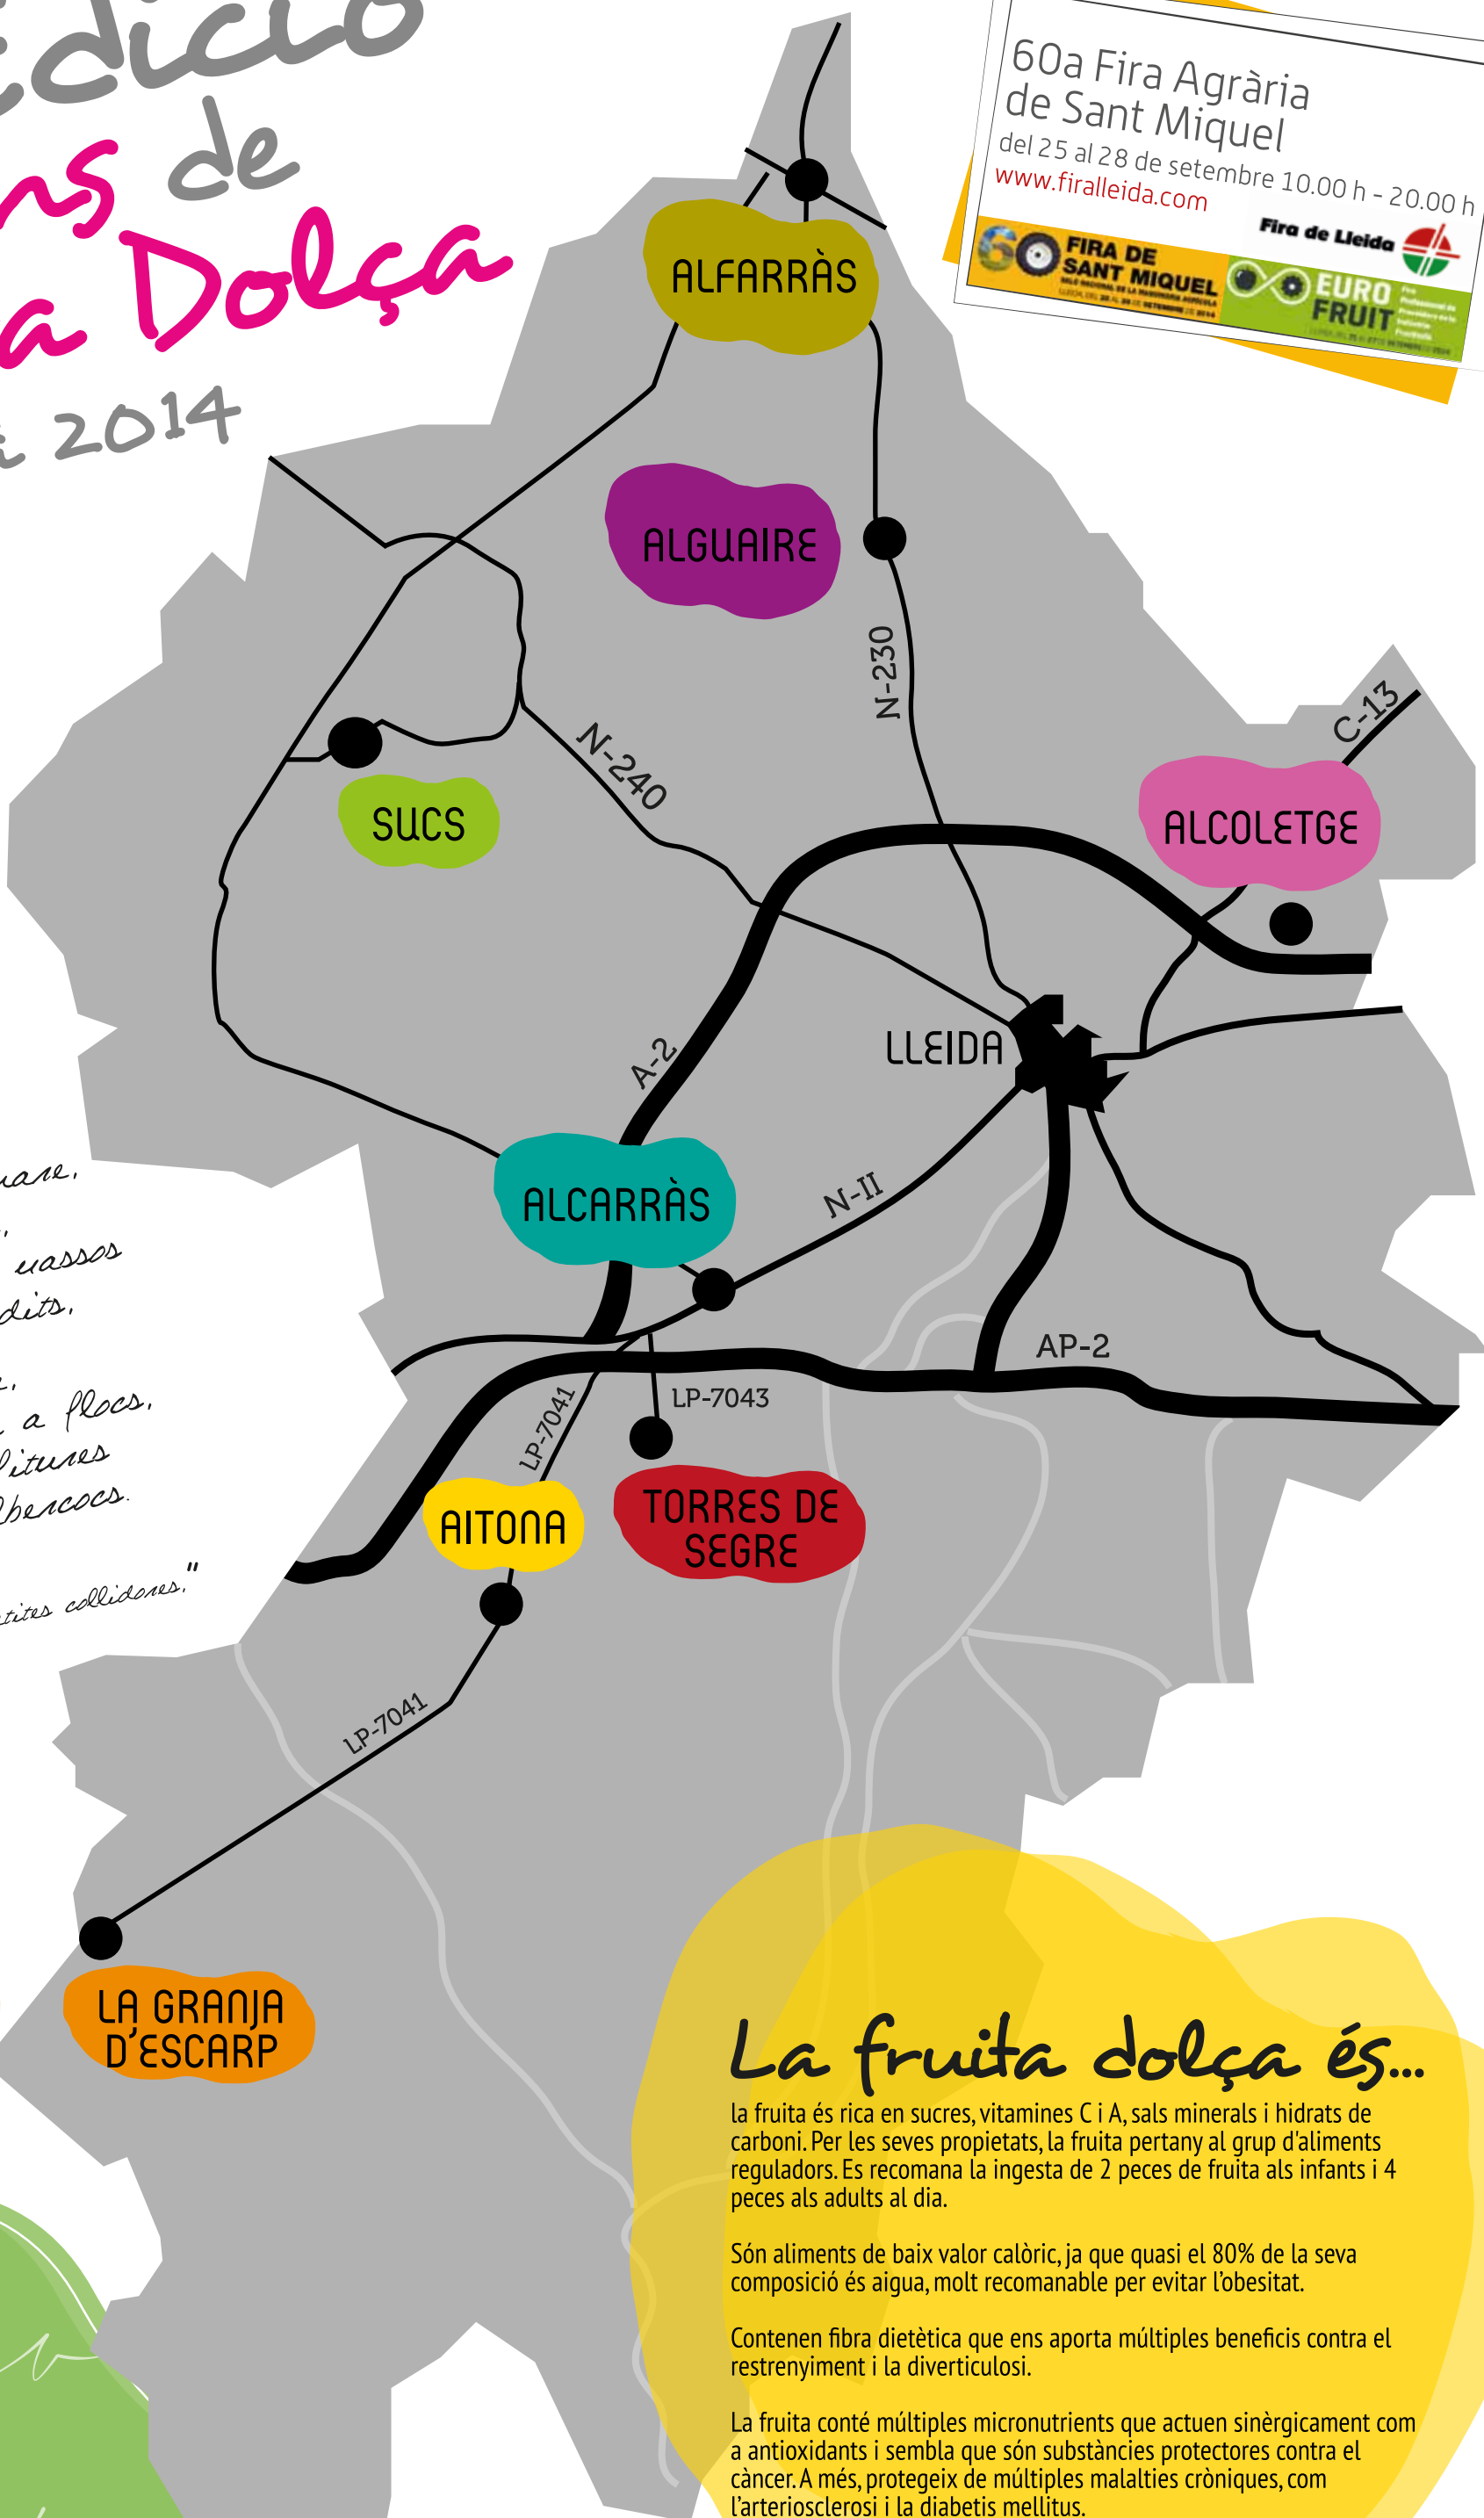 Edició
de
a Dolça
2014
60a Fira Agrària
de Sant Miquel
del 25 al 28 de setembre 10.00 h - 20.00 h
www.firalleida.com
Fira de Lleida
60 FIRA DE
SANT MIQUEL
EURO
FRUIT
ALFARRÀS
ALGUAIRE
N-230
C-13
N-240
SUCS
ALCOLETGE
LLEIDA
A-2
ALCARRÀS
N-II
AP-2
LP-7041
LP-7043
AITONA
TORRES DE
SEGRE
LP-7041
LA GRANJA
D'ESCARP
dits.
a flocs.
collidores."
La fruita dolça és...
la fruita és rica en sucres, vitamines C i A, sals minerals i hidrats de
carboni. Per les seves propietats, la fruita pertany al grup d'aliments
reguladors. Es recomana la ingesta de 2 peces de fruita als infants i 4
peces als adults al dia.
Són aliments de baix valor calòric, ja que quasi el 80% de la seva
composició és aigua, molt recomanable per evitar l'obesitat.
Contenen fibra dietètica que ens aporta múltiples beneficis contra el
restrenyiment i la diverticulosi.
La fruita conté múltiples micronutrients que actuen sinèrgicament com
a antioxidants i sembla que són substàncies protectores contra el
càncer. A més, protegeix de múltiples malalties cròniques, com
l'arteriosclerosi i la diabetis mellitus.